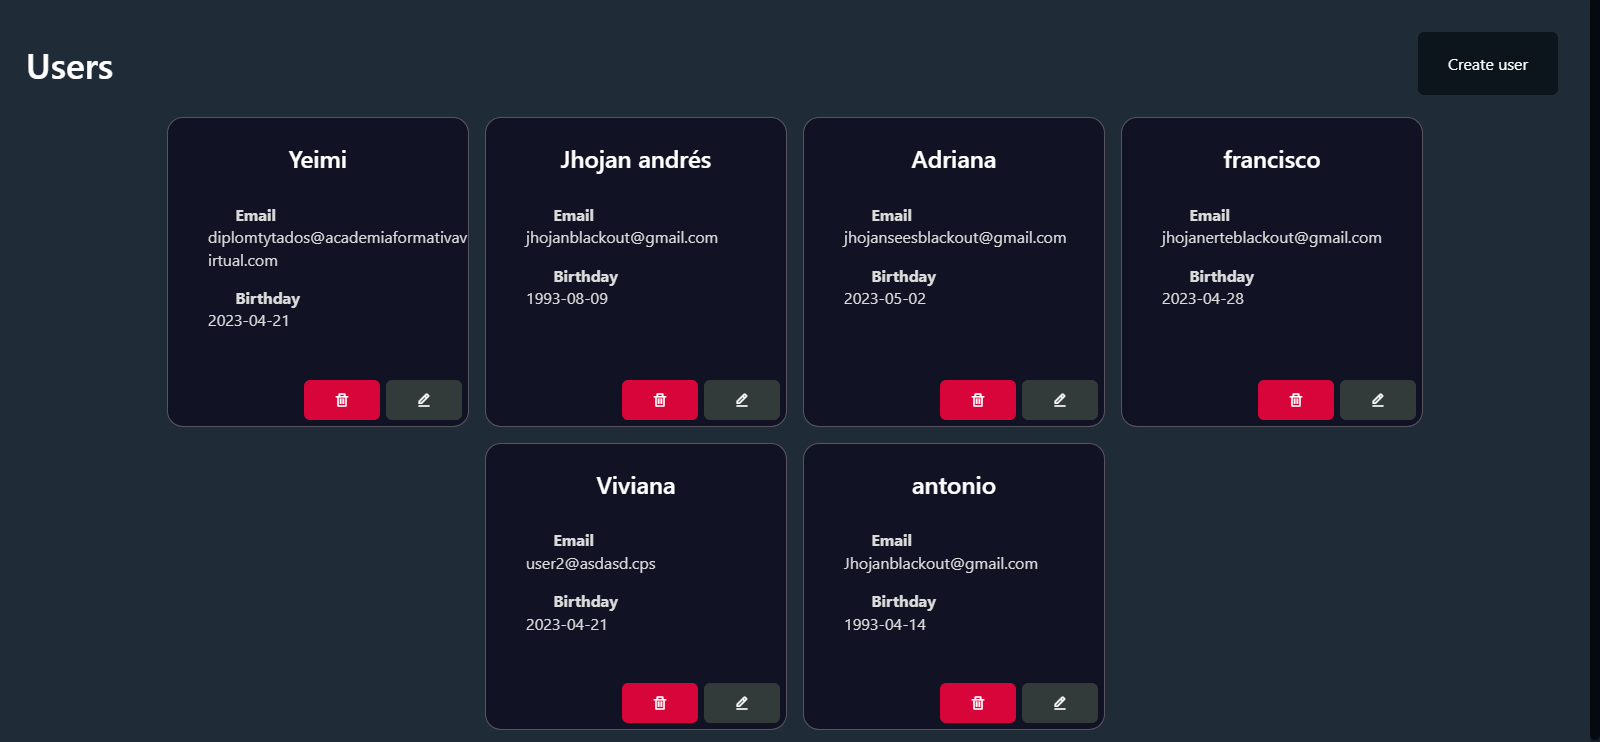 Users
Create user
Yeimi
Email
diplomtytados@academiaformativav
irtual.com
Birthday
2023-04-21
Jhojan andrés
Email
jhojanblackout@gmail.com
Birthday
1993-08-09
Adriana
Email
jhojanseesblackout@gmail.com
Birthday
2023-05-02
francisco
Email
jhojanerteblackout@gmail.com
Birthday
2023-04-28
Viviana
Email
user2@asdasd.cps
Birthday
2023-04-21
antonio
Email
Jhojanblackout@gmail.com
Birthday
1993-04-14